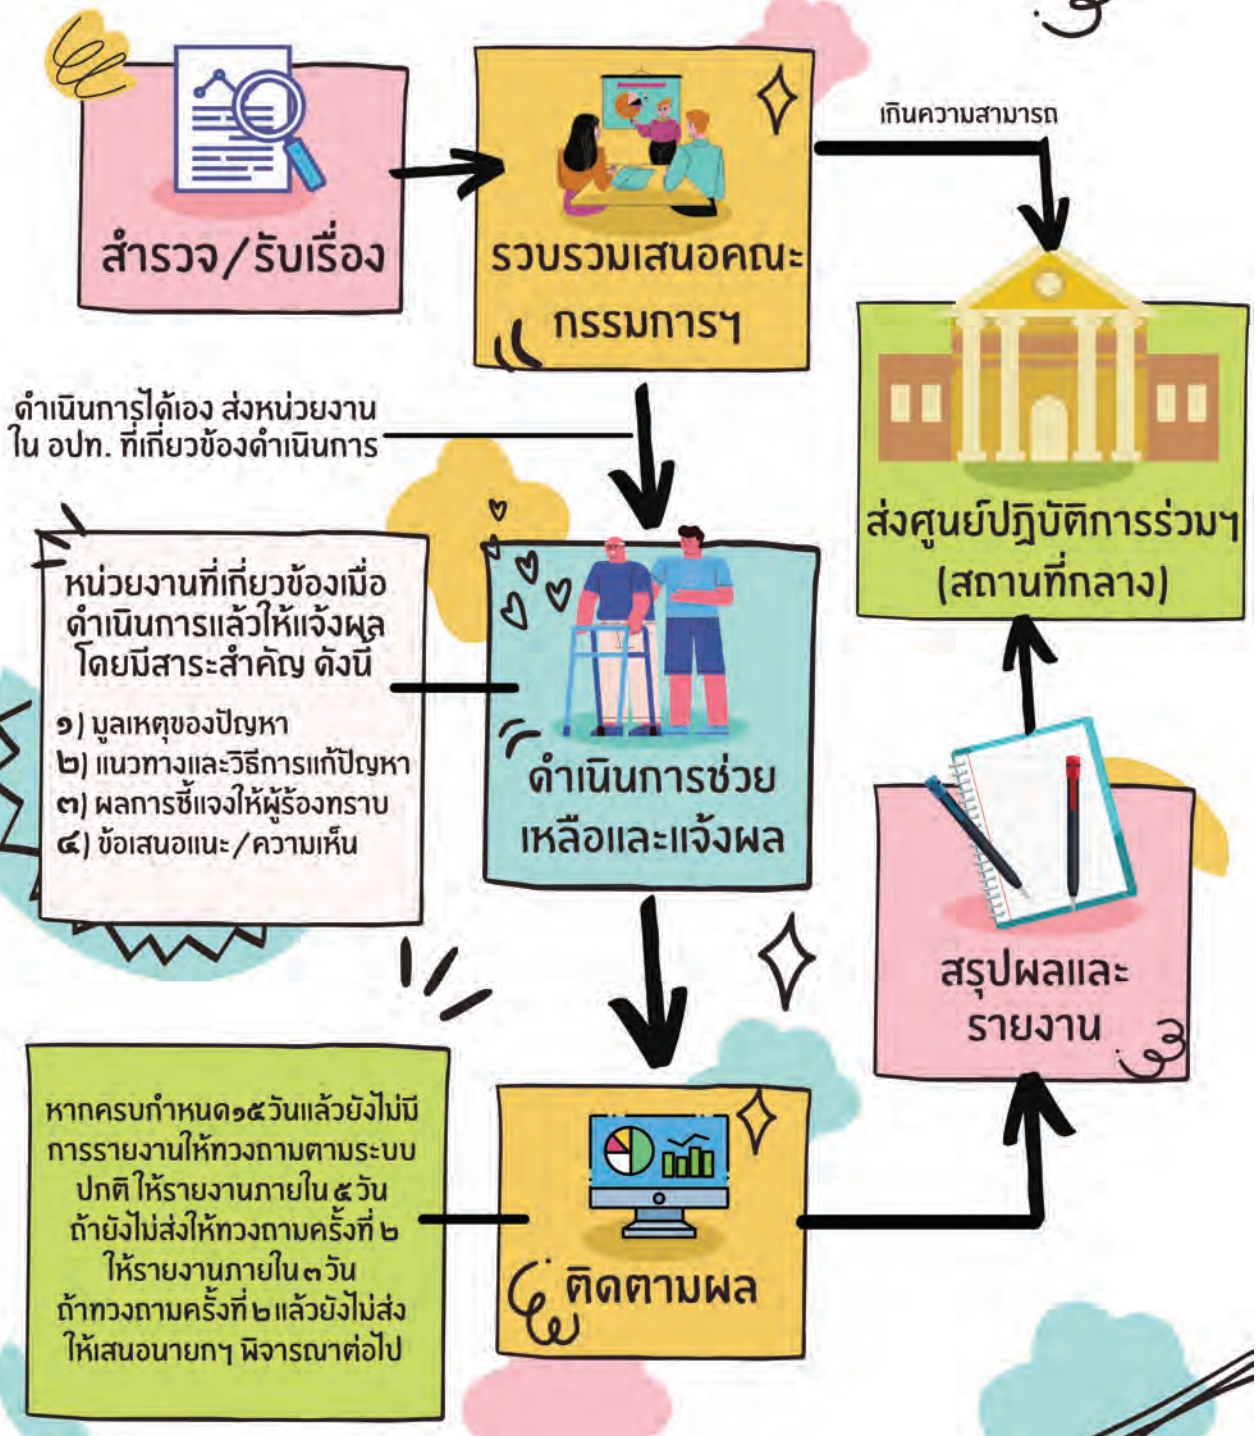 สำรวจ/รับเรื่อง
รวบรวมเสนอคณะ
กรรมการฯ
เกินความสามารถ
ส่งศูนย์ปฏิบัติการร่วมฯ
(สถานที่กลาง)
ดำเนินการได้เอง ส่งหน่วยงาน
ใน อปท. ที่เกี่ยวข้องดำเนินการ
หน่วยงานที่เกี่ยวข้องเมื่อ
ดำเนินการแล้วให้แจ้งผล
โดยมีสาระสำคัญ ดังนี้
๑) มูลเหตุของปัญหา
๒) แนวทางและวิธีการแก้ปัญหา
๓) ผลการชี้แจงให้ผู้ร้องทราบ
๔) ข้อเสนอแนะ/ความเห็น
ดำเนินการช่วย
เหลือและแจ้งผล
สรุปผลและ
รายงาน
หากครบกำหนด๑๕วันแล้วยังไม่มี
การรายงานให้ทวงถามตามระบบ
ปกติ ให้รายงานภายใน ๕ วัน
ถ้ายังไม่ส่งให้ทวงถามครั้งที่ ๒
ให้รายงานภายใน ๓ วัน
ถ้าทวงถามครั้งที่ ๒ แล้วยังไม่ส่ง
ให้เสนอนายกฯ พิจารณาต่อไป
ติดตามผล